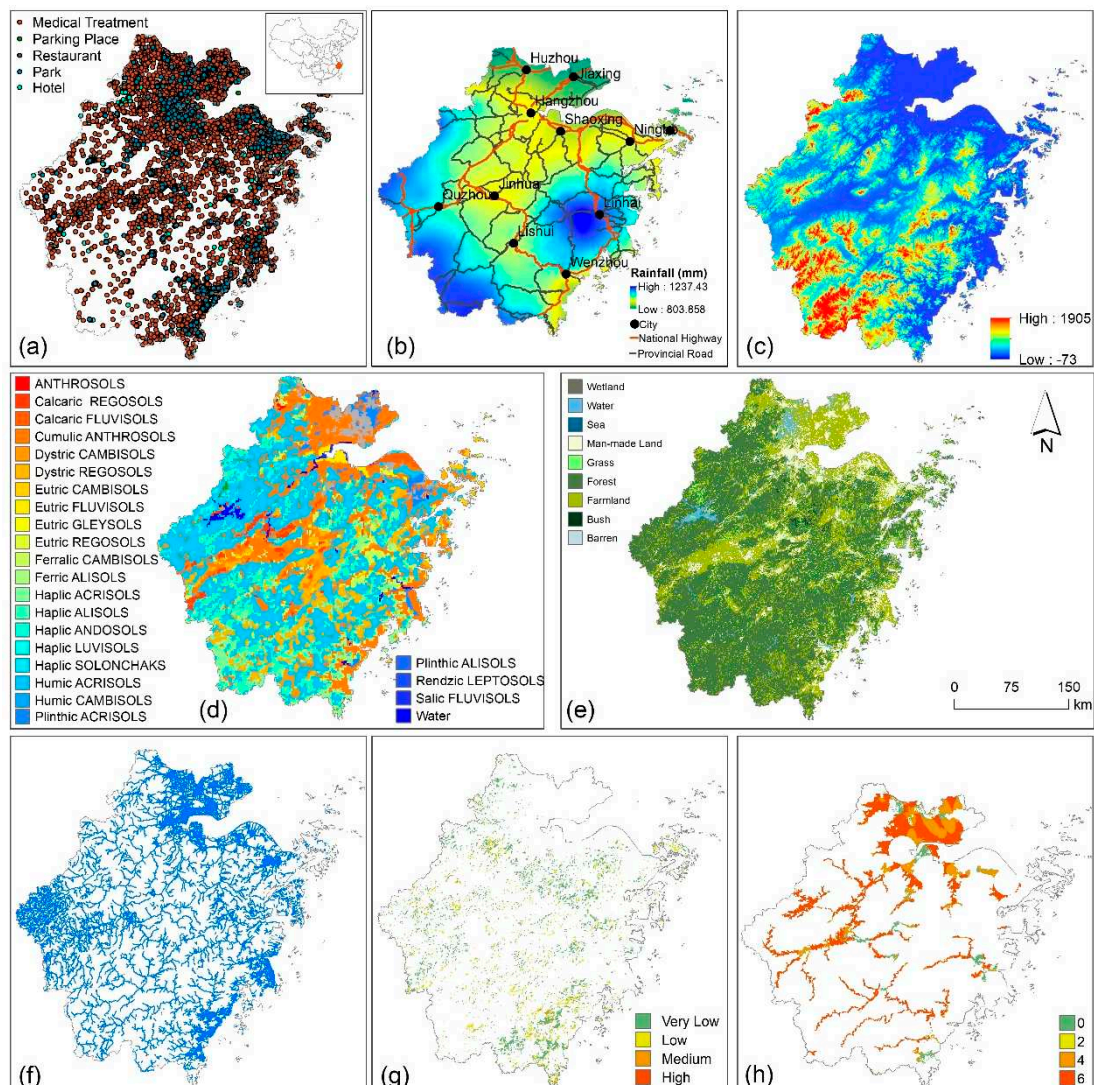 Medical Treatment
Parking Place
Restaurant
Park
Hotel
(a)
Huzhou
Jiaxing
Hangzhou
Shaoxing
Jinhua
Quzhou
Linhai
Lishui
Wenzhou
Rainfall (mm)
High : 1237.43
Low : 803.858
City
National Highway
Provincial Road
(b)
High : 1905
Low : -73
(c)
ANTHROSOLS
Calcaric REGOSOLS
Calcaric FLUVISOLS
Cumulic ANTHROSOLS
Dystric CAMBISOLS
Dystric REGOSOLS
Eutric CAMBISOLS
Eutric FLUVISOLS
Eutric GLEYSOLS
Eutric REGOSOLS
Ferralic CAMBISOLS
Ferric ALISOLS
Haplic ACRISOLS
Haplic ALISOLS
Haplic ANDOSOLS
Haplic LUVISOLS
Haplic SOLONCHAKS
Humic ACRISOLS
Humic CAMBISOLS
Plinthic ACRISOLS
Plinthic ALISOLS
Rendzic LEPTOSOLS
Salic FLUVISOLS
Water
(d)
Wetland
Water
Sea
Man-made Land
Grass
Forest
Farmland
Bush
Barren
N
0 75 150
km
(e)
(f)
Very Low
Low
Medium
High
(g)
0
2
4
6
(h)